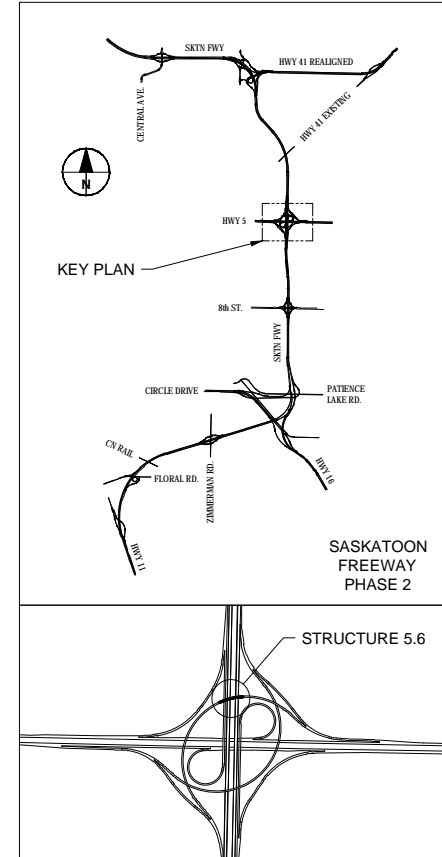 SKTN FWY
HWY 41 REALIGNED
CENTRAL AVE.
HWY 41 EXISTING
N
HWY 5
KEY PLAN
8th ST.
SKTN FWY
CIRCLE DRIVE
PATIENCE
LAKE RD.
CN RAIL
FLORAL RD.
ZIMMERMAN RD.
HWY 16
HWY 11
SASKATOON
FREEWAY
PHASE 2
STRUCTURE 5.6